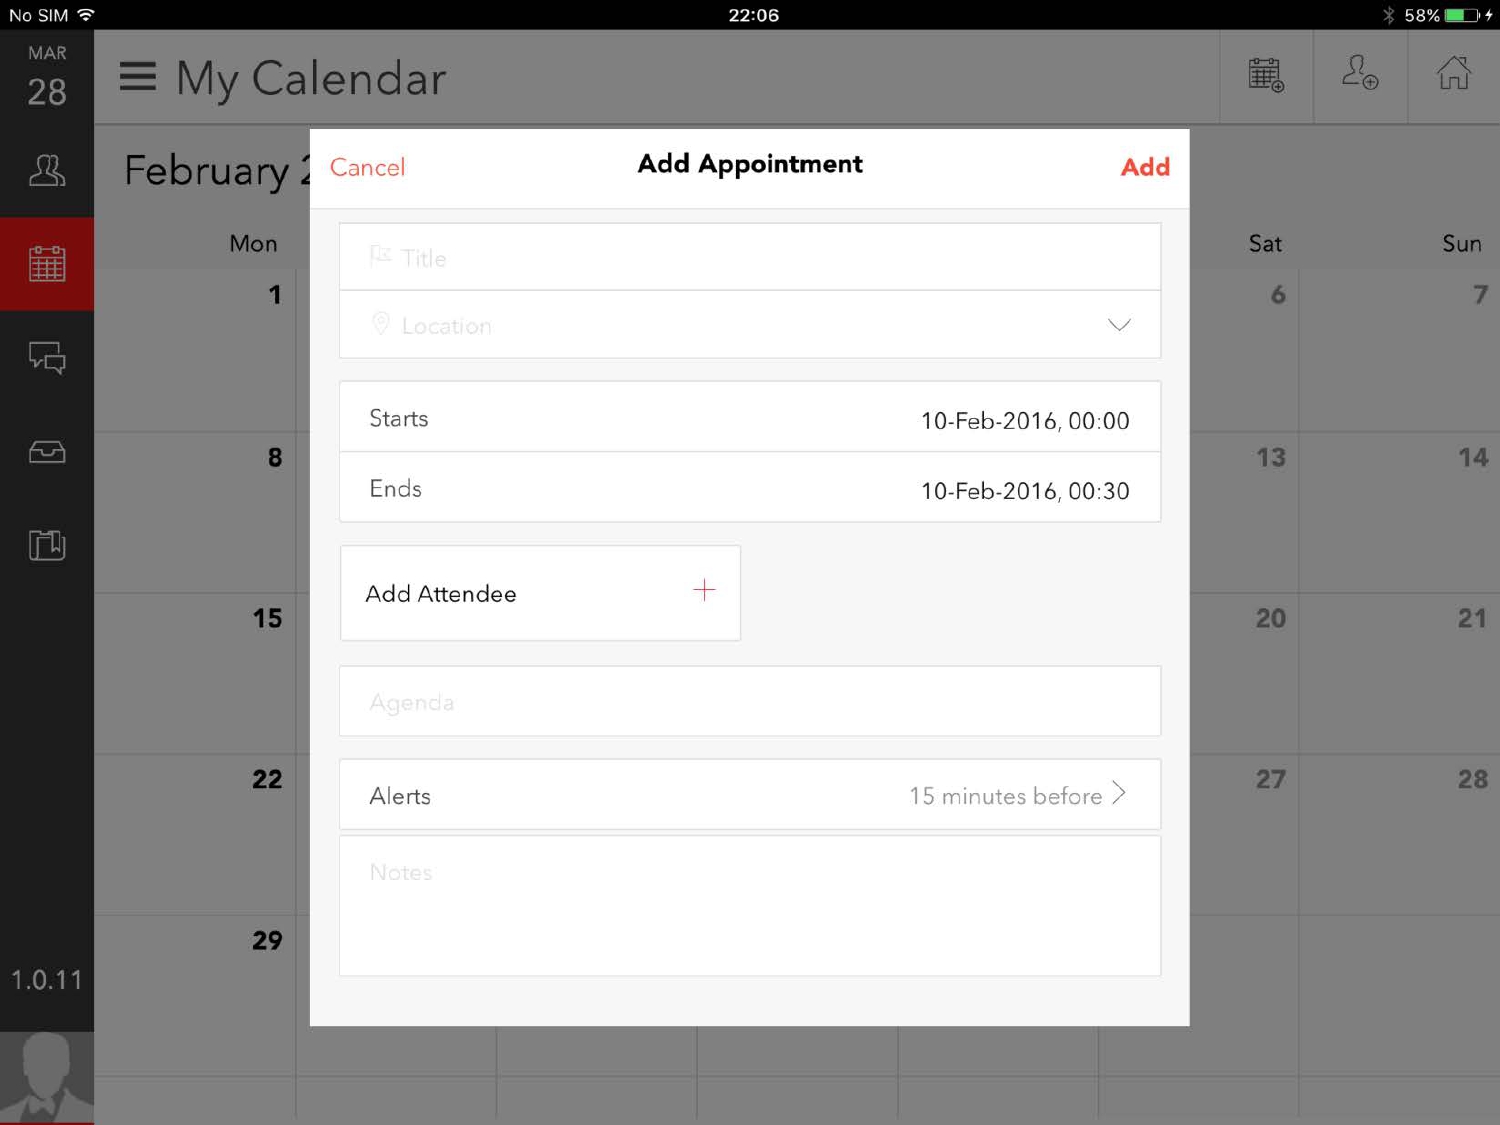 No SIM
22:06
58%
MAR
28
My Calendar
February 2
Cancel
Add Appointment
Add
Mon
Sat
Sun
Title
Location
1
6
7
Starts
10-Feb-2016, 00:00
8
13
14
Ends
10-Feb-2016, 00:30
Add Attendee
15
20
21
Agenda
22
27
28
Alerts
15 minutes before
Notes
29
1.0.11